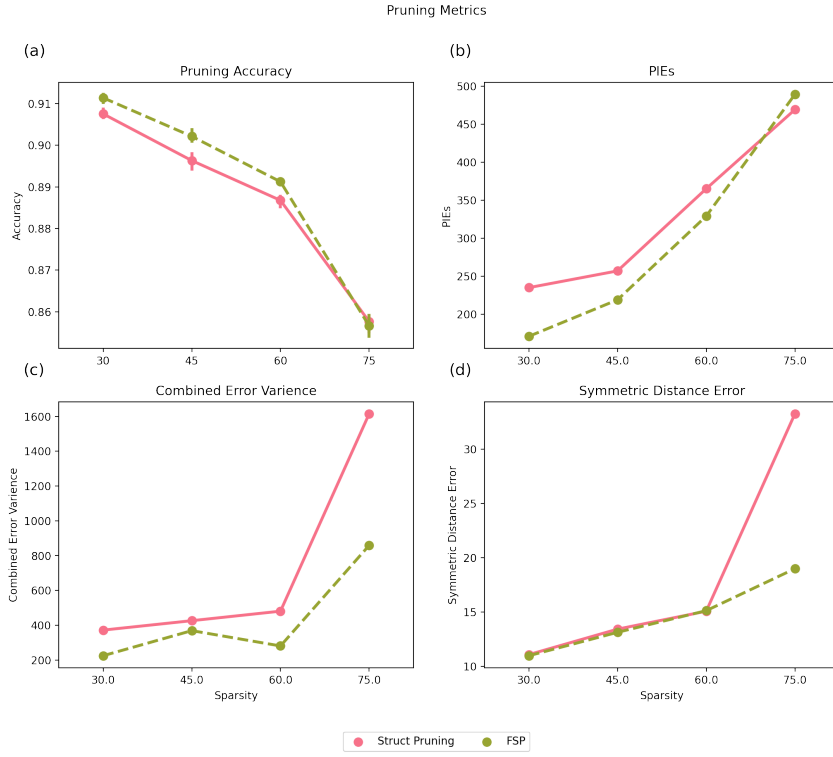 Pruning Metrics
(a)
Pruning Accuracy
Accuracy
0.91
0.90
0.89
0.88
0.87
0.86
30
45
60
75
(b)
PIEs
PIEs
500
450
400
350
300
250
200
30.0
45.0
60.0
75.0
(c)
Combined Error Varience
Combined Error Varience
1600
1400
1200
1000
800
600
400
200
30.0
45.0
60.0
75.0
Sparsity
(d)
Symmetric Distance Error
Symmetric Distance Error
30
25
20
15
10
30.0
45.0
60.0
75.0
Sparsity
Struct Pruning
FSP